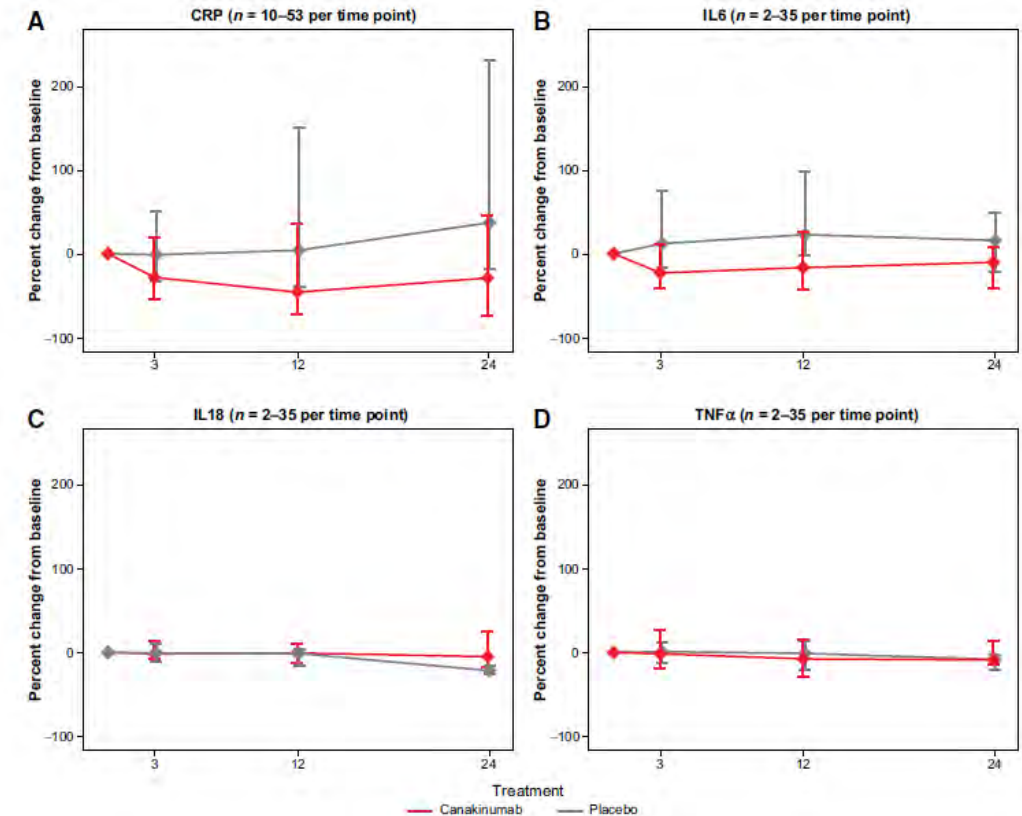 A
CRP (n = 10–53 per time point)
Percent change from baseline
200
100
0
−100
3
12
24
B
IL6 (n = 2–35 per time point)
Percent change from baseline
200
100
0
−100
3
12
24
C
IL18 (n = 2–35 per time point)
Percent change from baseline
200
100
0
−100
3
12
24
D
TNFα (n = 2–35 per time point)
Percent change from baseline
200
100
0
−100
3
12
24
Treatment
Canakinumab
Placebo